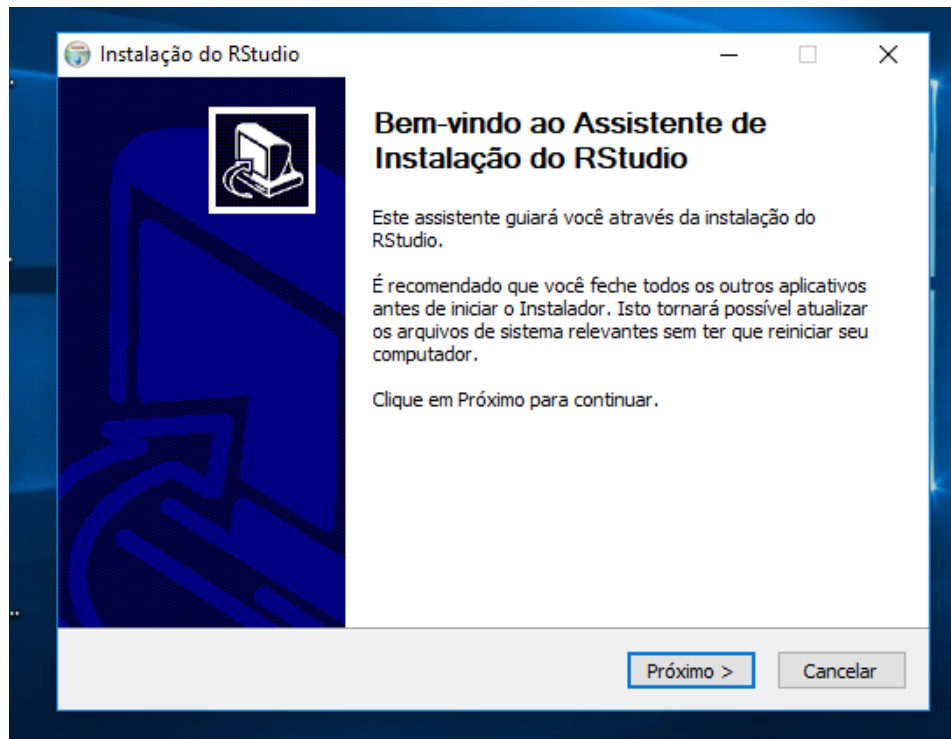 Instalação do RStudio
Bem-vindo ao Assistente de
Instalação do RStudio
Este assistente guiará você através da instalação do
RStudio.
É recomendado que você feche todos os outros aplicativos
antes de iniciar o Instalador. Isto tornará possível atualizar
os arquivos de sistema relevantes sem ter que reiniciar seu
computador.
Clique em Próximo para continuar.
Próximo >
Cancelar